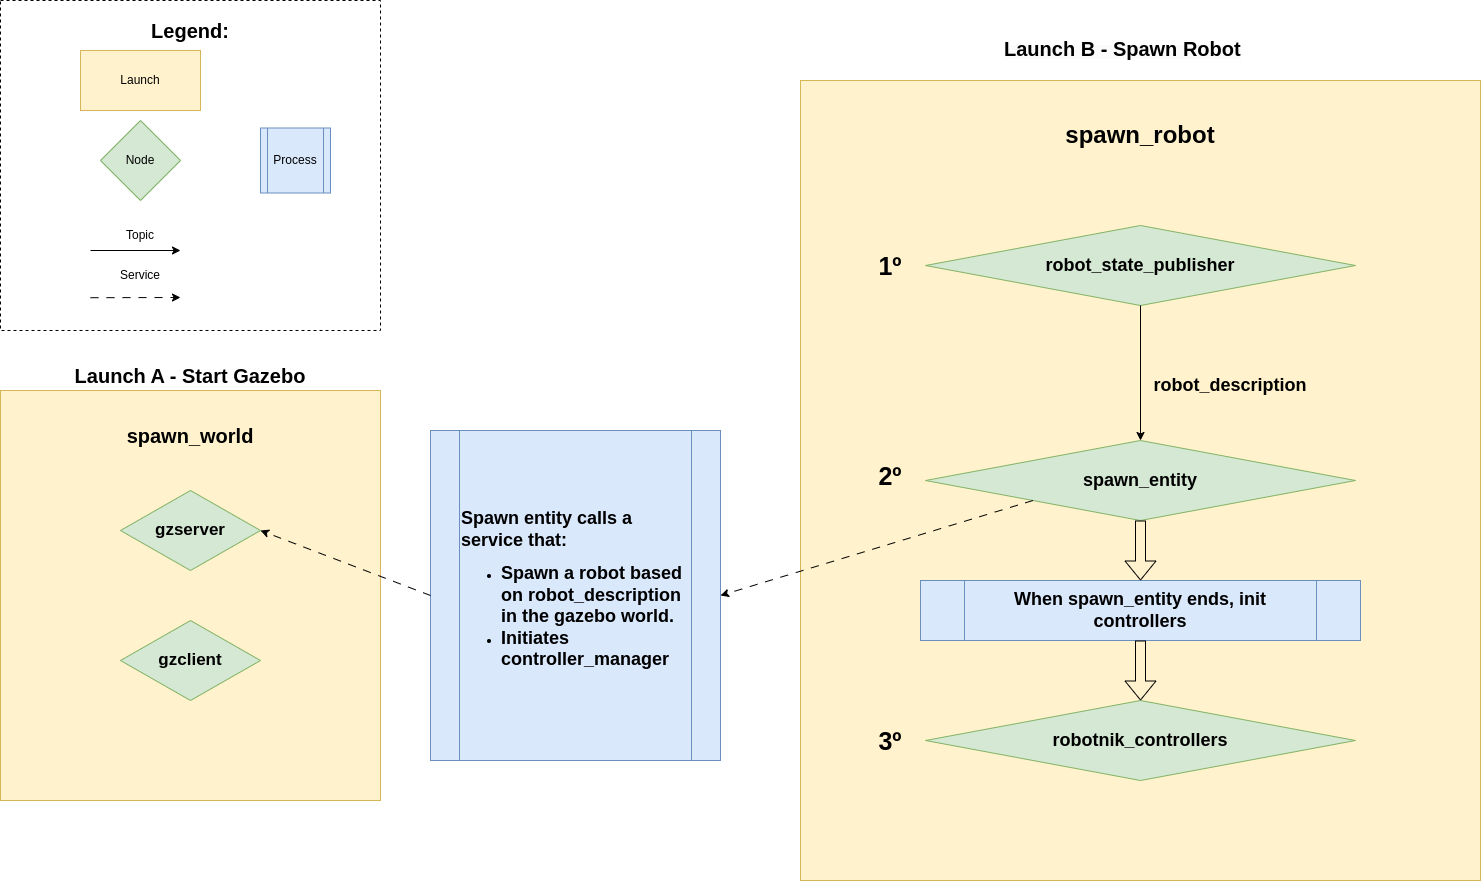 Legend:
Launch
Node
Process
Topic
Service
Launch A - Start Gazebo
spawn_world
gzserver
gzclient
Spawn entity calls a
service that:
• Spawn a robot based
on robot_description
in the gazebo world.
• Initiates
controller_manager
Launch B - Spawn Robot
spawn_robot
1º
robot_state_publisher
robot_description
2º
spawn_entity
When spawn_entity ends, init
controllers
3º
robotnik_controllers